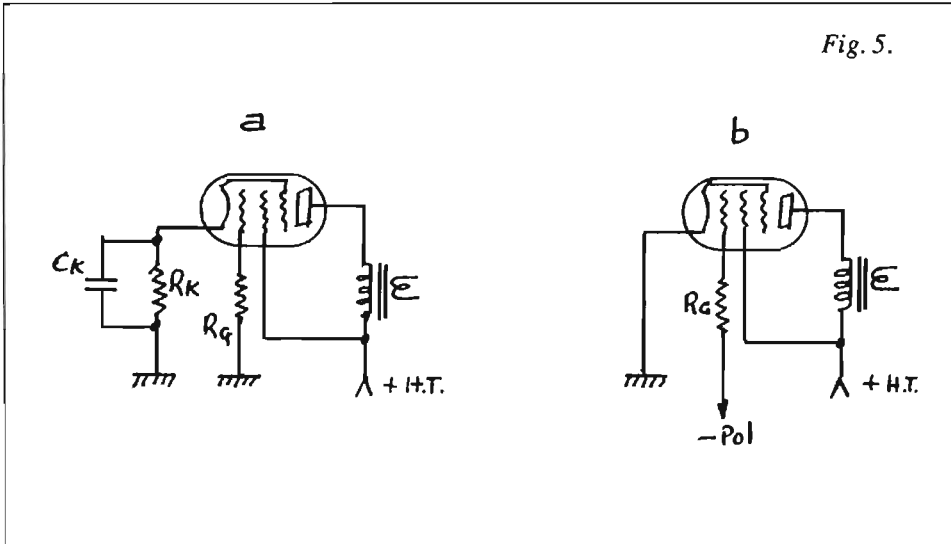 Fig. 5.
a
b
CK
RK
RG
+ H.T.
RG
+ H.T.
-Pol